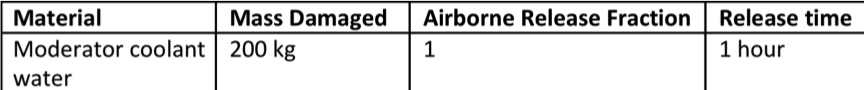 Material Mass Damaged Airborne Release Fraction Release time
Moderator coolant 200 kg 1 1 hour
water